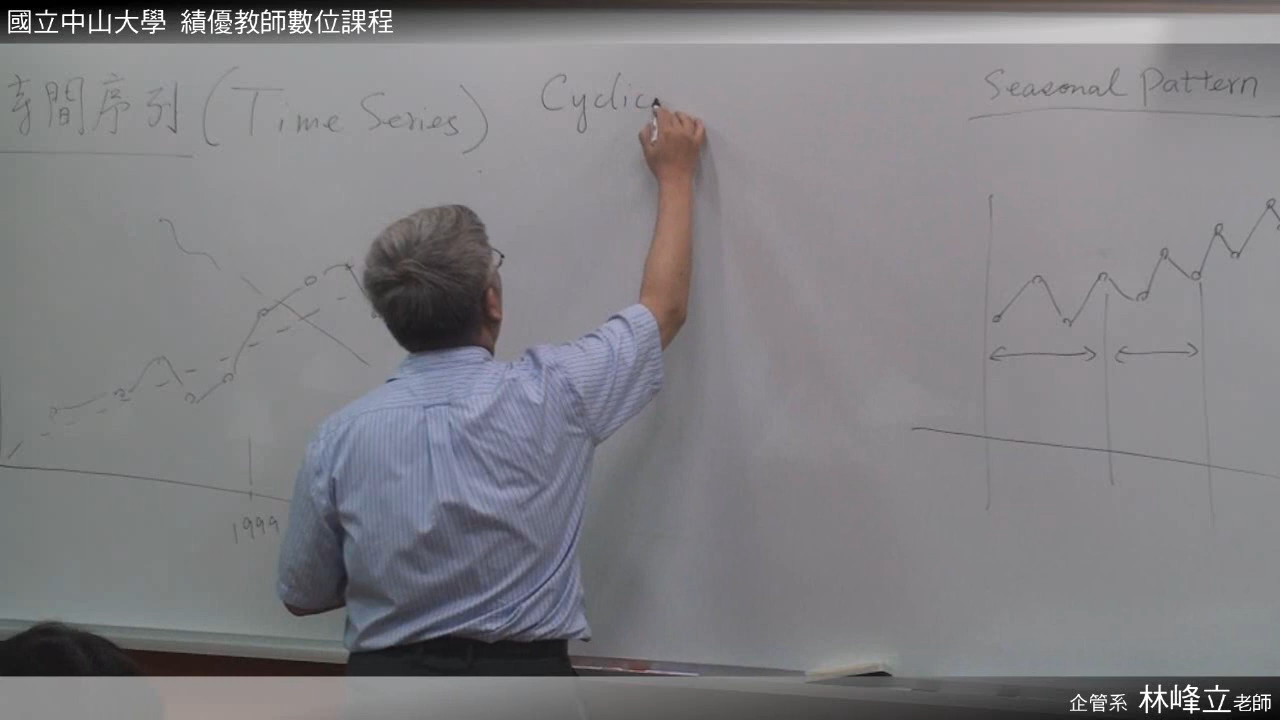 國立中山大學 績優教師數位課程
時間序列 (Time Series)
Cyclic
Seasonal Pattern
1999
企管系 林峰立老師